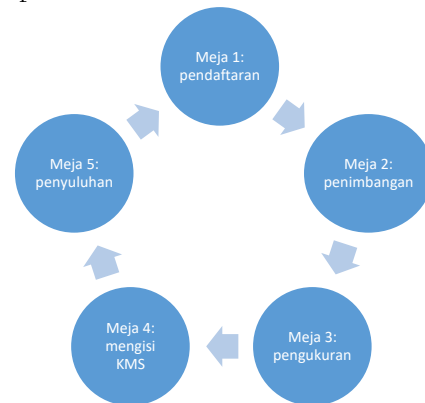 Meja 1:
pendaftaran
Meja 2:
penimbangan
Meja 3:
pengukuran
Meja 4:
mengisi
KMS
Meja 5:
penyuluhan